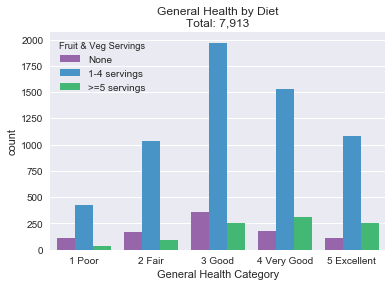 General Health by Diet
Total: 7,913
Fruit & Veg Servings
None
1-4 servings
>=5 servings
2000
1750
1500
1250
1000
750
500
250
0
count
1 Poor
2 Fair
3 Good
4 Very Good
5 Excellent
General Health Category